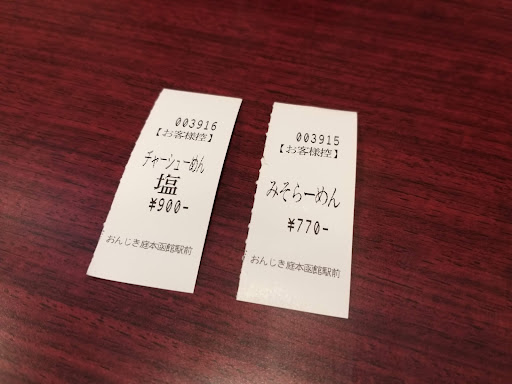 003916
【お客様控】
チャーシューめん
塩
¥900-
おんじき庭本函館駅前
003915
【お客様控】
みそらーめん
¥770-
おんじき庭本函館駅前